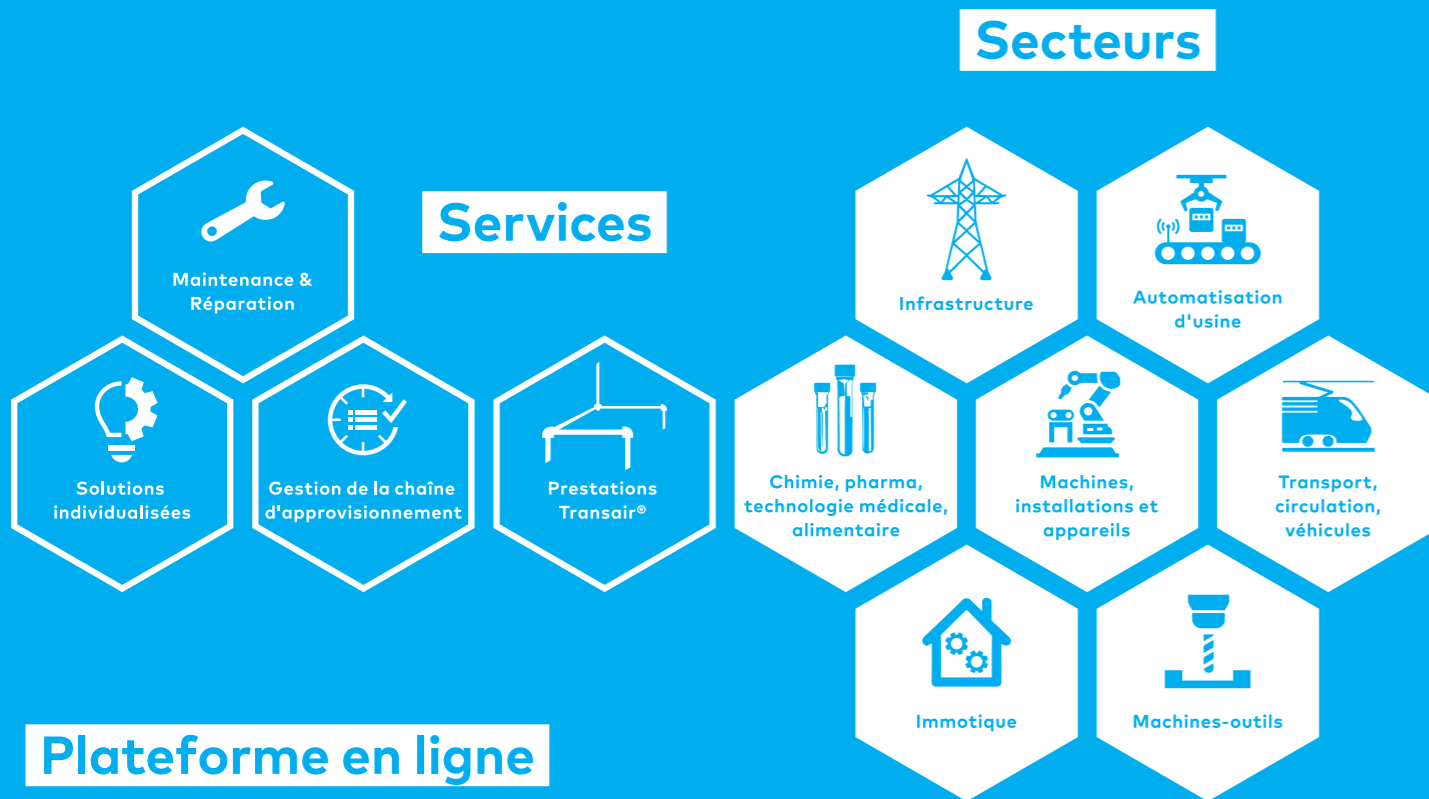 Secteurs
Services
Maintenance &
Réparation
Solutions
individualisées
Gestion de la chaîne
d'approvisionnement
Prestations
Transair®
Infrastructure
Automatisation
d'usine
Chimie, pharma,
technologie médicale,
alimentaire
Machines,
installations et
appareils
Transport,
circulation,
véhicules
Immotique
Machines-outils
Plateforme en ligne